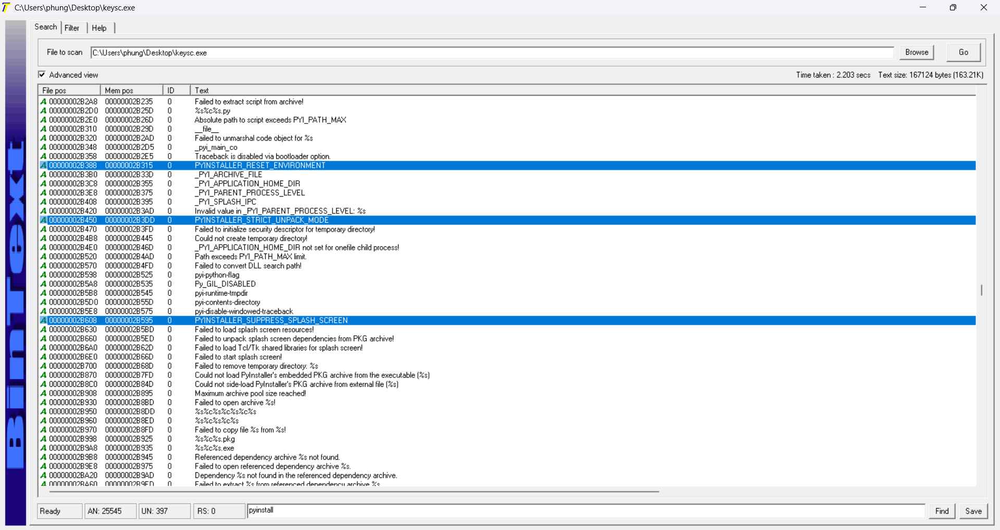 C:\Users\phung\Desktop\keysc.exe
Search Filter Help
File to scan C:\Users\phung\Desktop\keysc.exe Browse Go
Advanced view Time taken : 2.203 secs Text size: 167124 bytes (163.21K)
File pos Mem pos ID Text
A 00000002B2A8 00000002B235 0 Failed to extract script from archive!
A 00000002B2D0 00000002B25D 0 %s%c%s.py
A 00000002B2E0 00000002B26D 0 Absolute path to script exceeds PYI_PATH_MAX
A 00000002B310 00000002B29D 0 __file__
A 00000002B320 00000002B2AD 0 Failed to unmarshal code object for %s
A 00000002B348 00000002B2D5 0 _pyi_main_co
A 00000002B358 00000002B2E5 0 Traceback is disabled via bootloader option.
A 00000002B388 00000002B315 0 PYINSTALLER_RESET_ENVIRONMENT
A 00000002B3B0 00000002B33D 0 _PYI_ARCHIVE_FILE
A 00000002B3C8 00000002B355 0 _PYI_APPLICATION_HOME_DIR
A 00000002B3E8 00000002B375 0 _PYI_PARENT_PROCESS_LEVEL
A 00000002B408 00000002B395 0 _PYI_SPLASH_IPC
A 00000002B420 00000002B3AD 0 Invalid value in _PYI_PARENT_PROCESS_LEVEL: %s
A 00000002B450 00000002B3DD 0 PYINSTALLER_STRICT_UNPACK_MODE
A 00000002B470 00000002B3FD 0 Failed to initialize security descriptor for temporary directory!
A 00000002B4B8 00000002B445 0 Could not create temporary directory!
A 00000002B4E0 00000002B46D 0 _PYI_APPLICATION_HOME_DIR not set for onefile child process!
A 00000002B520 00000002B4AD 0 Path exceeds PYI_PATH_MAX limit.
A 00000002B570 00000002B4FD 0 Failed to convert DLL search path!
A 00000002B598 00000002B525 0 pyi-python-flag
A 00000002B5A8 00000002B535 0 Py_GIL_DISABLED
A 00000002B5B8 00000002B545 0 pyi-runtime-tmpdir
A 00000002B5D0 00000002B55D 0 pyi-contents-directory
A 00000002B5E8 00000002B575 0 pyi-disable-windowed-traceback
A 00000002B608 00000002B595 0 PYINSTALLER_SUPPRESS_SPLASH_SCREEN
A 00000002B630 00000002B5BD 0 Failed to load splash screen resources!
A 00000002B660 00000002B5ED 0 Failed to unpack splash screen dependencies from PKG archive!
A 00000002B6A0 00000002B62D 0 Failed to load Tcl/Tk shared libraries for splash screen!
A 00000002B6E0 00000002B66D 0 Failed to start splash screen!
A 00000002B700 00000002B68D 0 Failed to remove temporary directory: %s
A 00000002B870 00000002B7FD 0 Could not load PyInstaller's embedded PKG archive from the executable (%s)
A 00000002B8C0 00000002B84D 0 Could not side-load PyInstaller's PKG archive from external file (%s)
A 00000002B908 00000002B895 0 Maximum archive pool size reached!
A 00000002B930 00000002B8BD 0 Failed to open archive %s!
A 00000002B950 00000002B8DD 0 %s%c%s%c%s%c%s
A 00000002B960 00000002B8ED 0 %s%c%s%c%s
A 00000002B970 00000002B8FD 0 Failed to copy file %s from %s!
A 00000002B998 00000002B925 0 %s%c%s.pkg
A 00000002B9A8 00000002B935 0 %s%c%s.exe
A 00000002B9B8 00000002B945 0 Referenced dependency archive %s not found.
A 00000002B9E8 00000002B975 0 Failed to open referenced dependency archive %s.
A 00000002BA20 00000002B9AD 0 Dependency %s not found in the referenced dependency archive.
A 00000002BA60 00000002B9ED 0 Failed to extract %s from referenced dependency archive %s
BinText
Ready AN: 25545 UN: 397 RS: 0 pyinstall Find Save